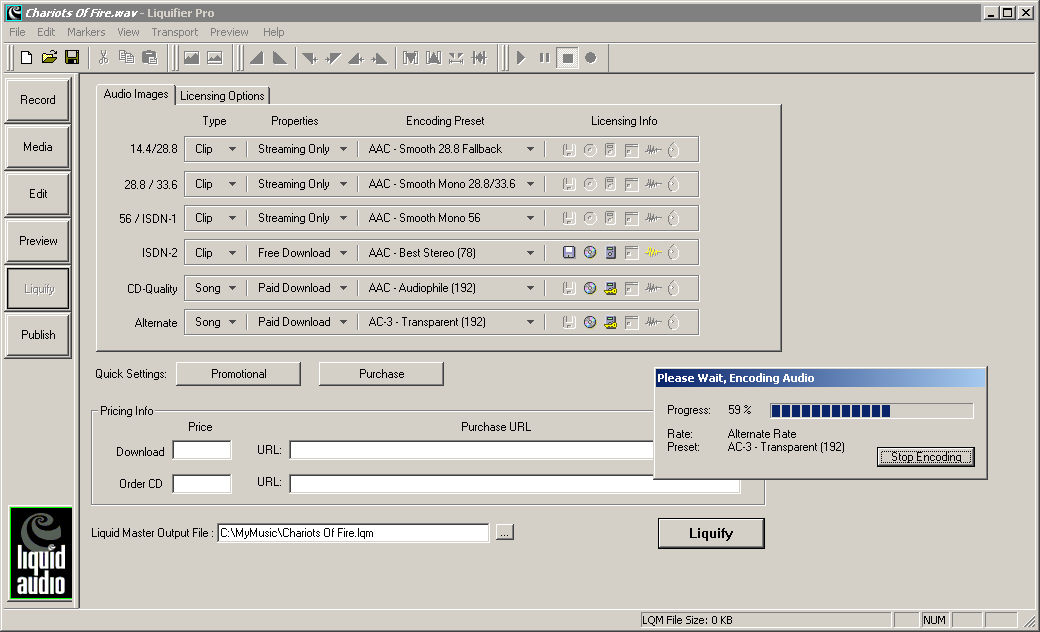 Chariots Of Fire.wav - Liquifier Pro
File Edit Markers View Transport Preview Help
Record
Media
Edit
Preview
Liquify
Publish
liquid
audio
Audio Images Licensing Options
Type Properties Encoding Preset Licensing Info
14.4/28.8 Clip Streaming Only AAC - Smooth 28.8 Fallback
28.8 / 33.6 Clip Streaming Only AAC - Smooth Mono 28.8/33.6
56 / ISDN-1 Clip Streaming Only AAC - Smooth Mono 56
ISDN-2 Clip Free Download AAC - Best Stereo (78)
CD-Quality Song Paid Download AAC - Audiophile (192)
Alternate Song Paid Download AC-3 - Transparent (192)
Quick Settings: Promotional Purchase
Pricing Info
Price Purchase URL
Download URL:
Order CD URL:
Liquid Master Output File : C:\MyMusic\Chariots Of Fire.lqm ...
Liquify
Please Wait, Encoding Audio
Progress: 59 %
Rate: Alternate Rate
Preset: AC-3 - Transparent (192)
Stop Encoding
LQM File Size: 0 KB NUM